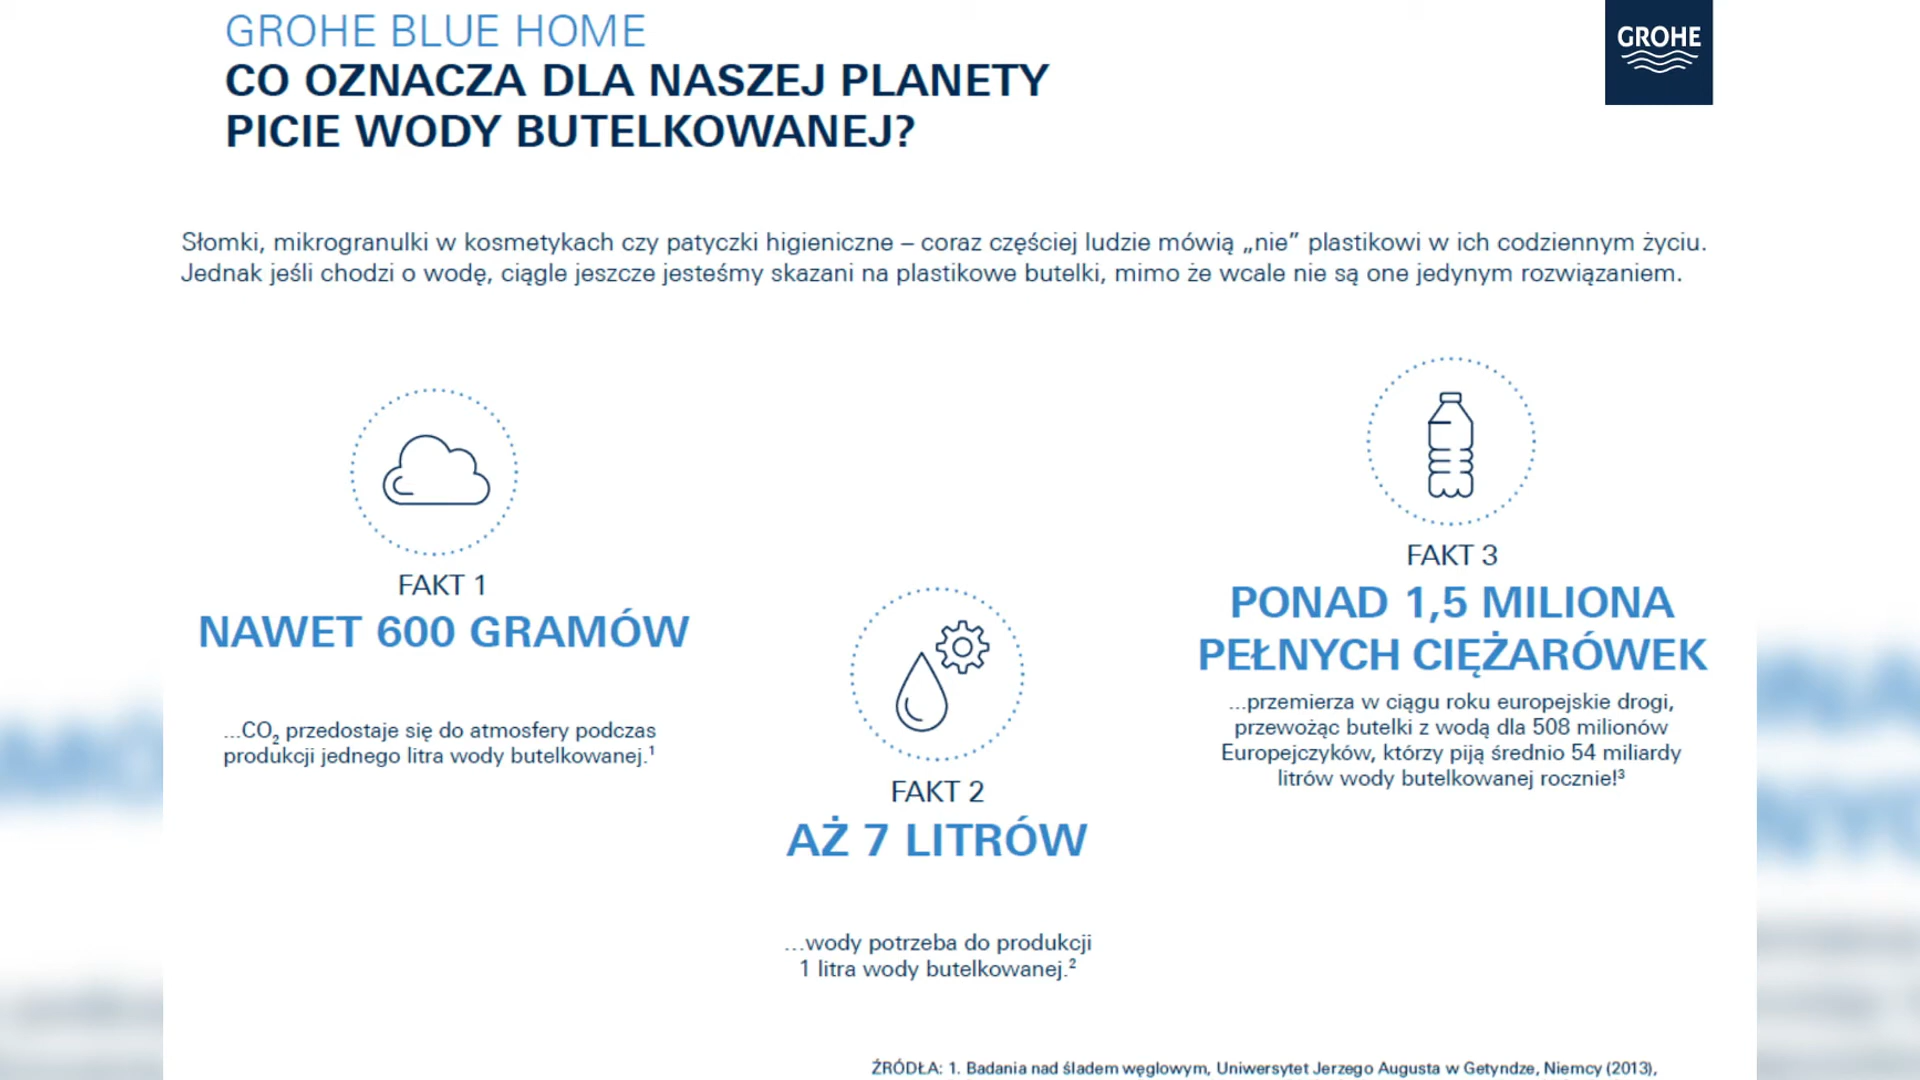 GROHE BLUE HOME
CO OZNACZA DLA NASZEJ PLANETY
PICIE WODY BUTELKOWANEJ?
GROHE
Słomki, mikrogranulki w kosmetykach czy patyczki higieniczne – coraz częściej ludzie mówią „nie” plastikowi w ich codziennym życiu.
Jednak jeśli chodzi o wodę, ciągle jeszcze jesteśmy skazani na plastikowe butelki, mimo że wcale nie są one jedynym rozwiązaniem.
FAKT 1
NAWET 600 GRAMÓW
...CO₂ przedostaje się do atmosfery podczas
produkcji jednego litra wody butelkowanej.¹
FAKT 2
AŻ 7 LITRÓW
...wody potrzeba do produkcji
1 litra wody butelkowanej.²
FAKT 3
PONAD 1,5 MILIONA
PEŁNYCH CIĘŻARÓWEK
...przemierza w ciągu roku europejskie drogi,
przewożąc butelki z wodą dla 508 milionów
Europejczyków, którzy piją średnio 54 miliardy
litrów wody butelkowanej rocznie!³
ŹRÓDŁA: 1. Badania nad śladem węglowym, Uniwersytet Jerzego Augusta w Getyndze, Niemcy (2013),